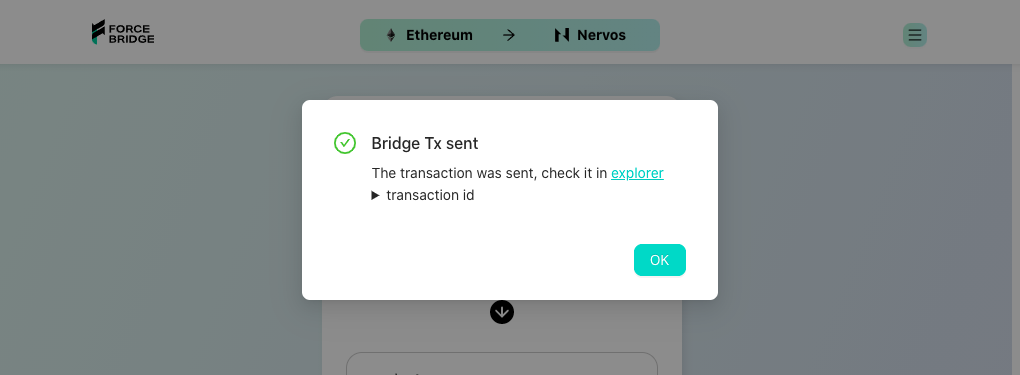 FORCE
BRIDGE
Ethereum → Nervos
Bridge Tx sent
The transaction was sent, check it in explorer
▶ transaction id
OK